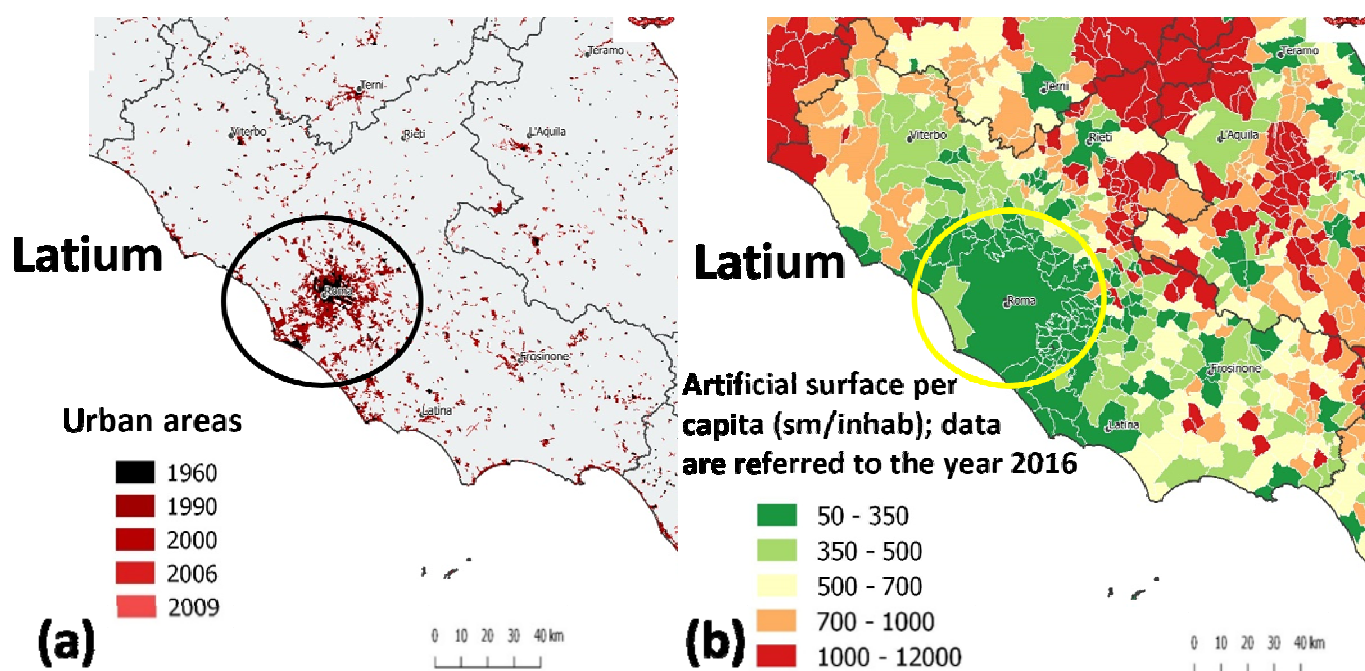 Teramo
Terni
Viterbo
Rieti
L'Aquila
Latium
Roma
Frosinone
Latina
Urban areas
1960
1990
2000
2006
2009
(a)
0 10 20 30 40 km
Teramo
Terni
Viterbo
Rieti
L'Aquila
Latium
Roma
Frosinone
Latina
Artificial surface per
capita (sm/inhab); data
are referred to the year 2016
50 - 350
350 - 500
500 - 700
700 - 1000
1000 - 12000
(b)
0 10 20 30 40 km